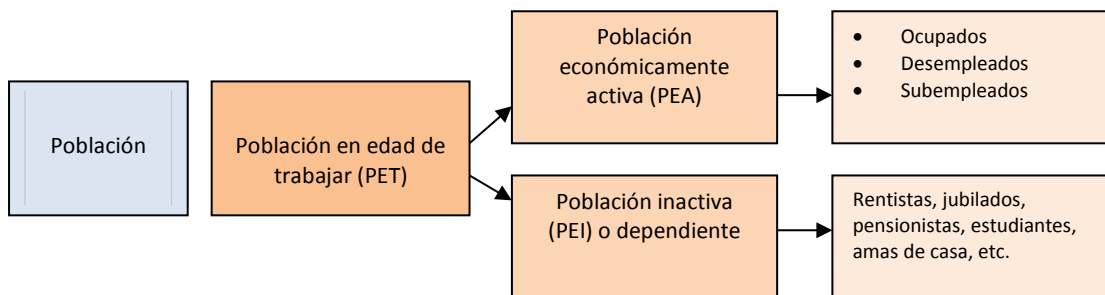 Población
Población en edad de
trabajar (PET)
Población
económicamente
activa (PEA)
• Ocupados
• Desempleados
• Subempleados
Población inactiva
(PEI) o dependiente
Rentistas, jubilados,
pensionistas, estudiantes,
amas de casa, etc.